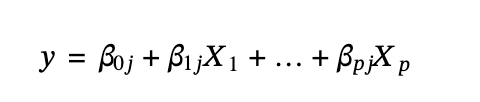 y = β₀ⱼ + β₁ⱼX₁ + … + βₚⱼXₚ